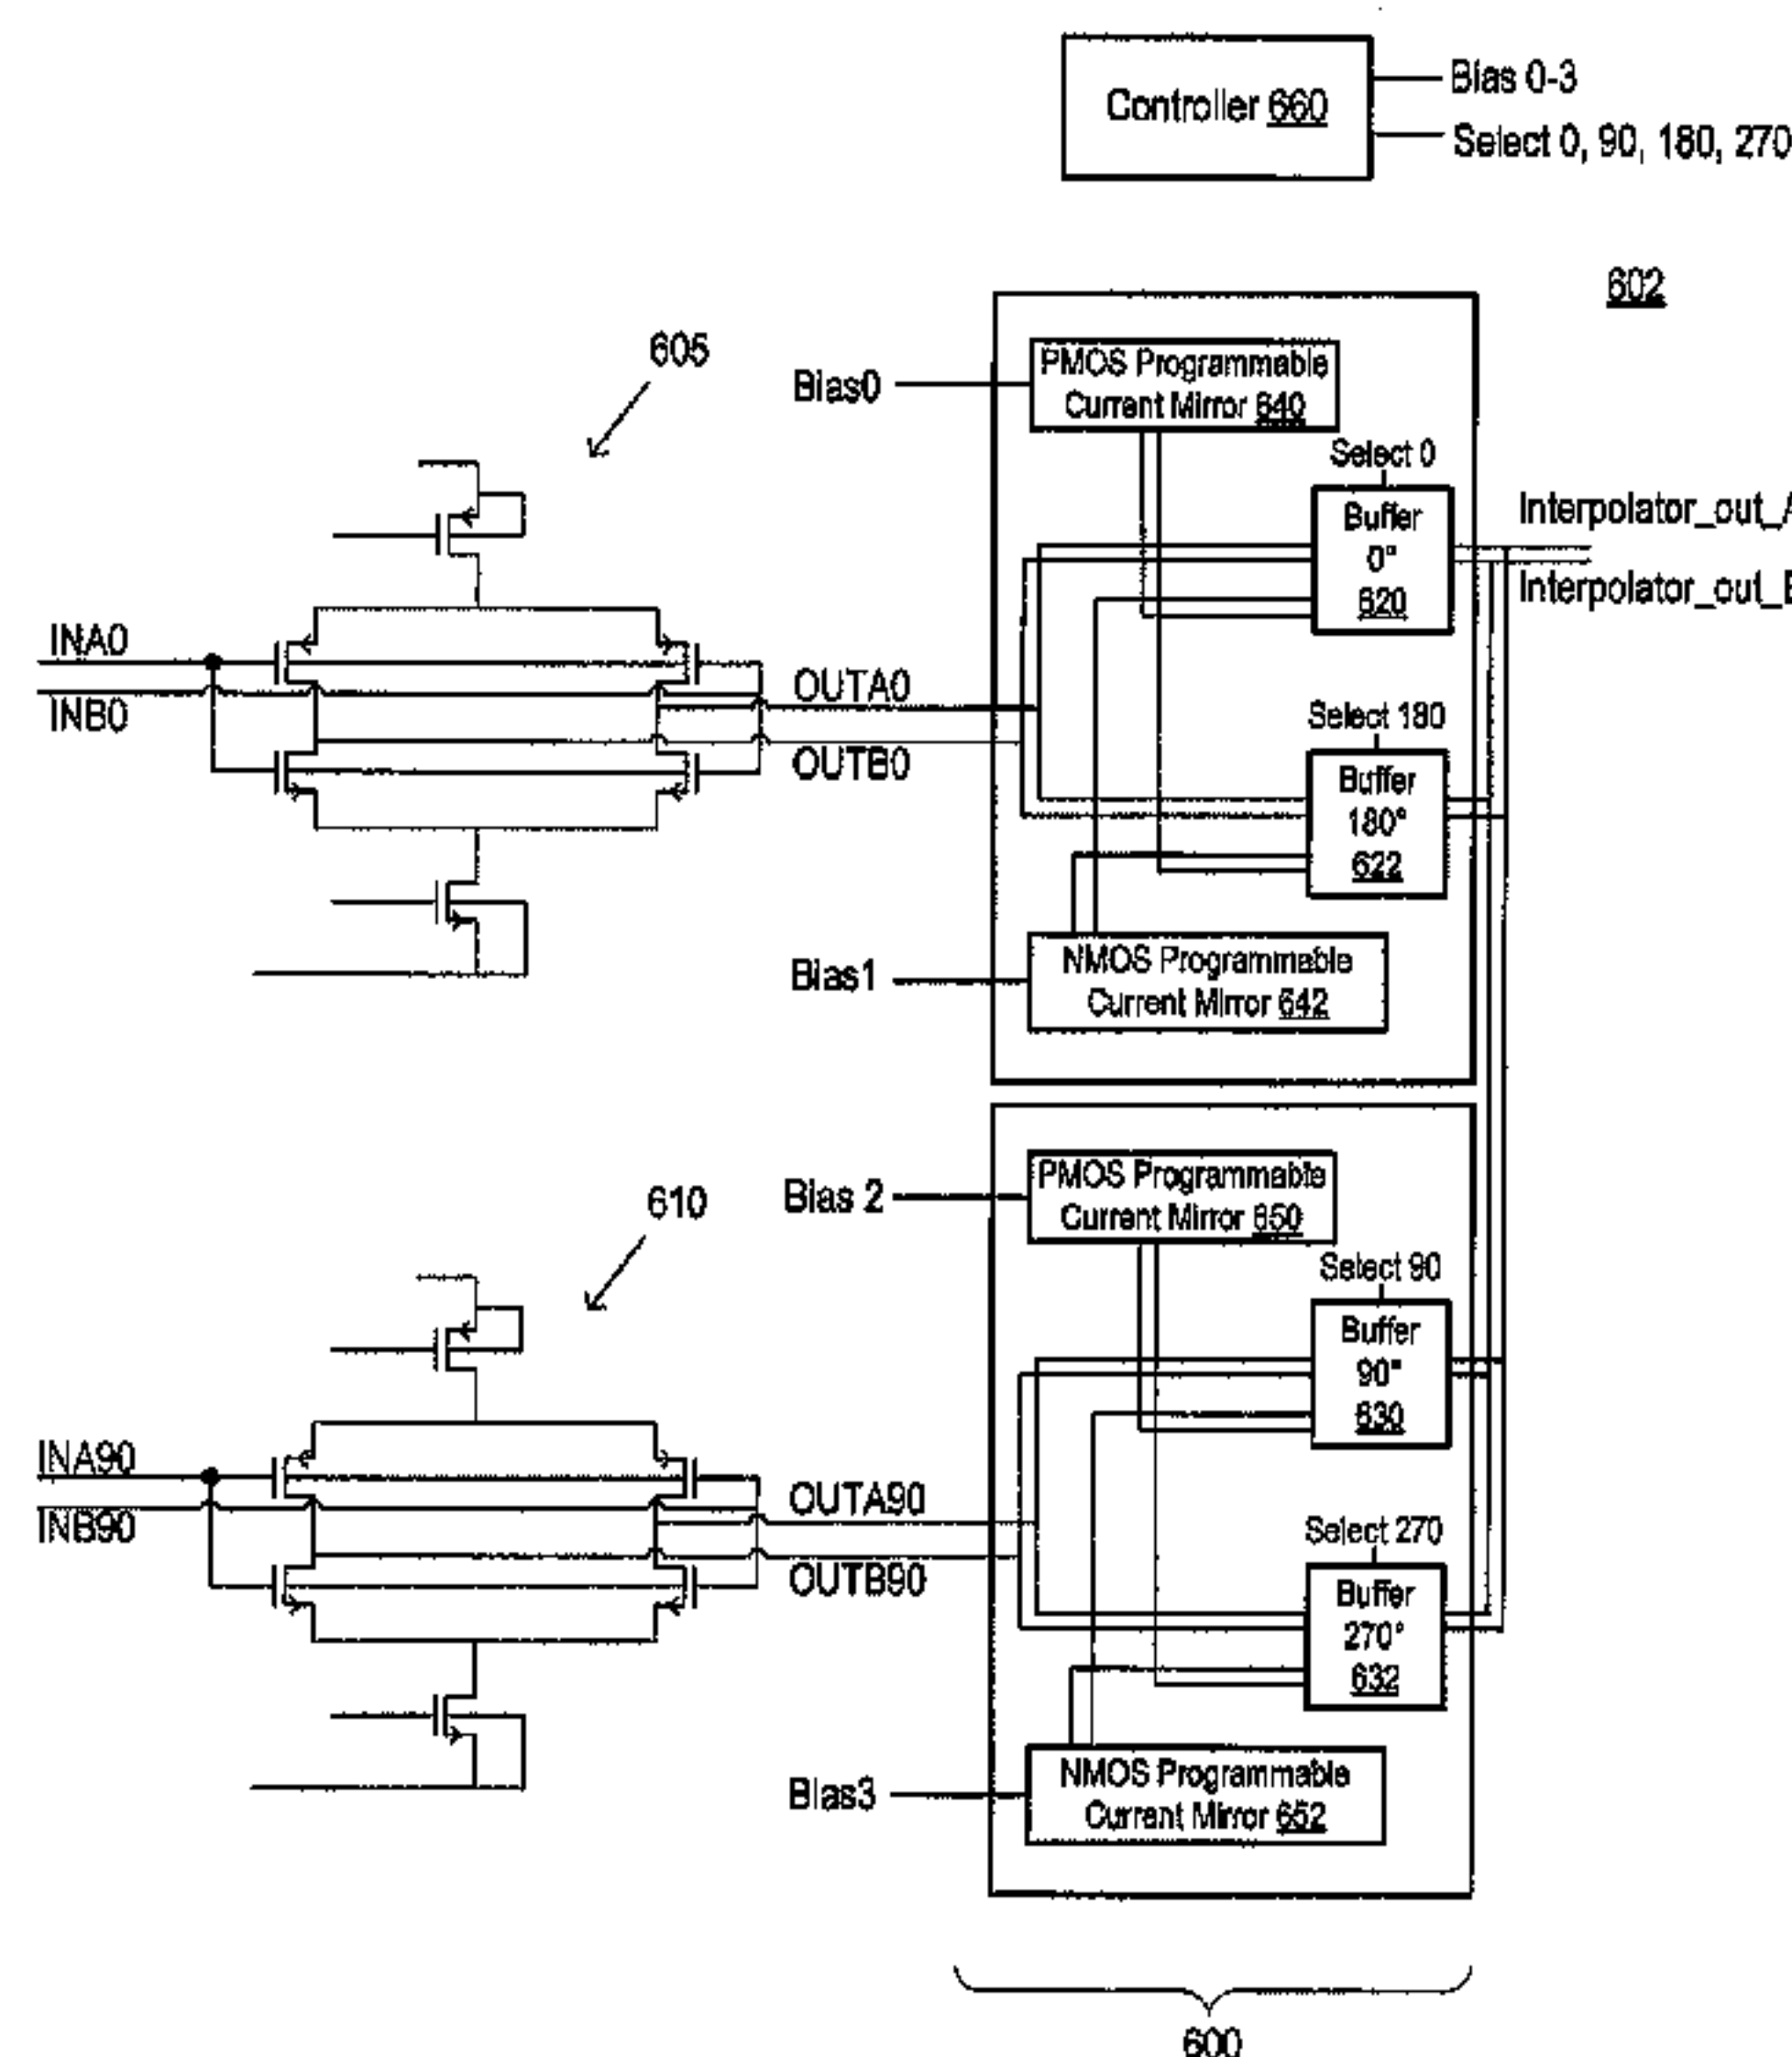 Controller 660
Bias 0-3
Select 0, 90, 180, 270
602
605
Bias0
PMOS Programmable
Current Mirror 640
Select 0
Buffer
0°
620
Interpolator_out_A
Interpolator_out_B
INA0
INB0
OUTA0
OUTB0
Select 180
Buffer
180°
622
Bias1
NMOS Programmable
Current Mirror 642
610
Bias 2
PMOS Programmable
Current Mirror 650
Select 90
Buffer
90°
630
INA90
INB90
OUTA90
OUTB90
Select 270
Buffer
270°
632
Bias3
NMOS Programmable
Current Mirror 652
600